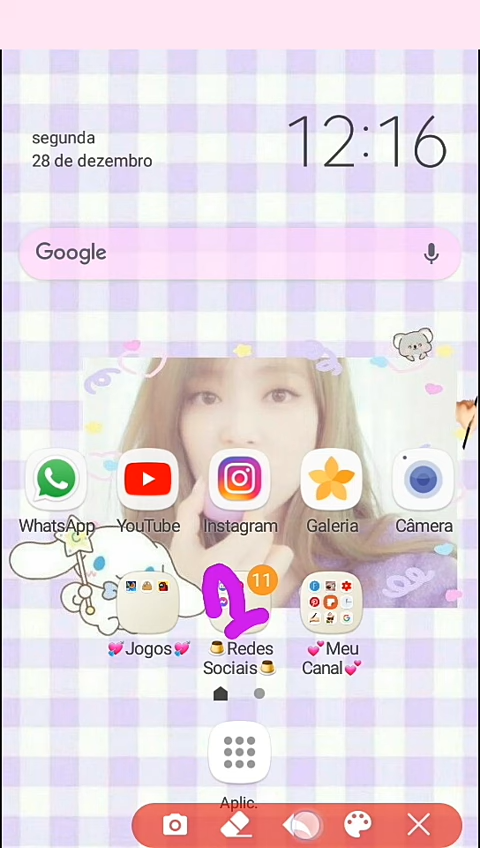 segunda
28 de dezembro
12:16
Google
WhatsApp
YouTube
Instagram
Galeria
Câmera
11
💘Jogos💘
🍮Redes
Sociais🍮
💕Meu
Canal💕
Aplic.